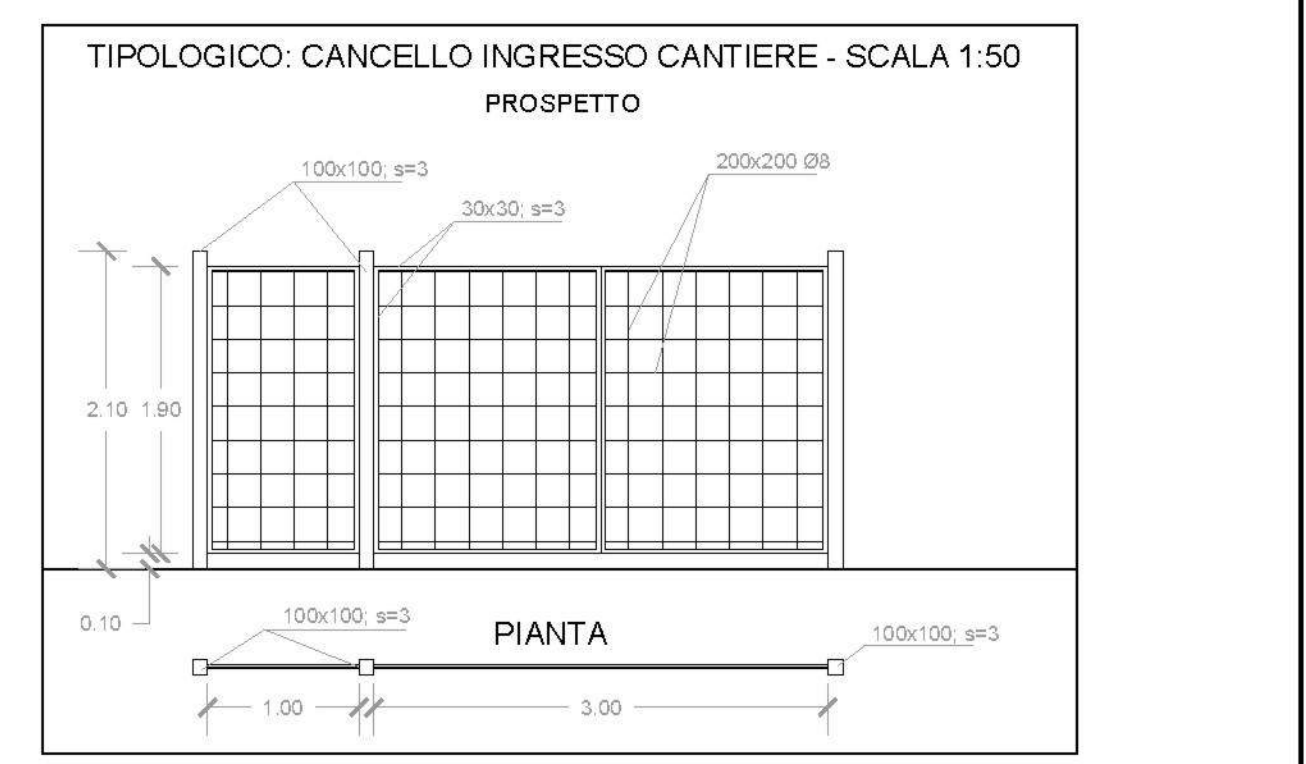 TIPOLOGICO: CANCELLO INGRESSO CANTIERE - SCALA 1:50
PROSPETTO
100x100; s=3
200x200 Ø8
30x30; s=3
2.10
1.90
0.10
100x100; s=3
PIANTA
100x100; s=3
1.00
3.00